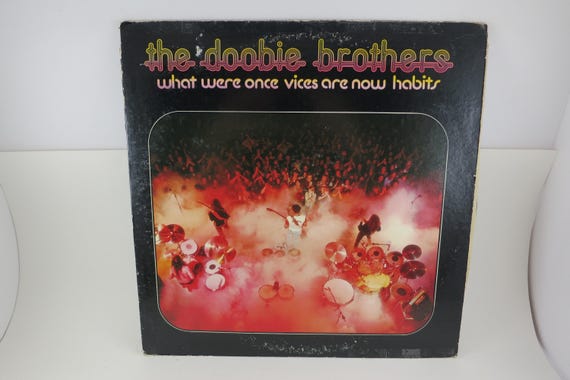 the doobie brothers
what were once vices are now habits